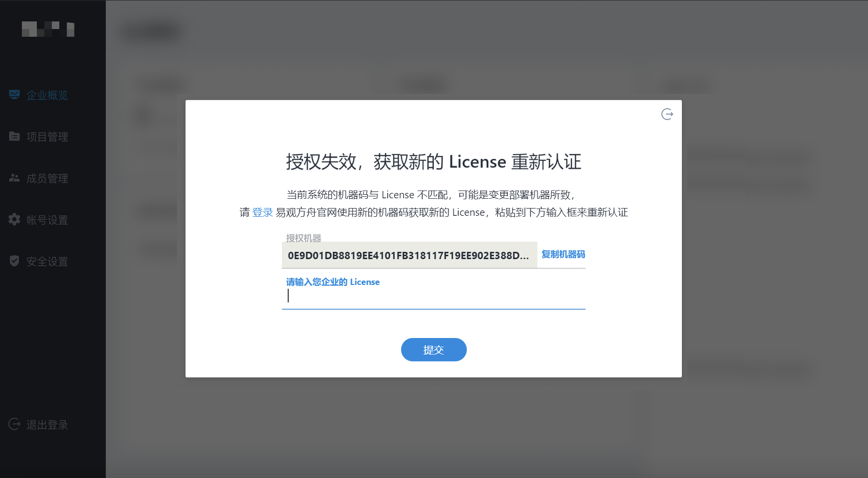 企业概览
项目管理
成员管理
帐号设置
安全设置
退出登录
授权失效，获取新的 License 重新认证
当前系统的机器码与 License 不匹配，可能是变更部署机器所致，
请 登录 易观方舟官网使用新的机器码获取新的 License，粘贴到下方输入框来重新认证
授权机器
0E9D01DB8819EE4101FB318117F19EE902E388D... 复制机器码
请输入您企业的 License
提交